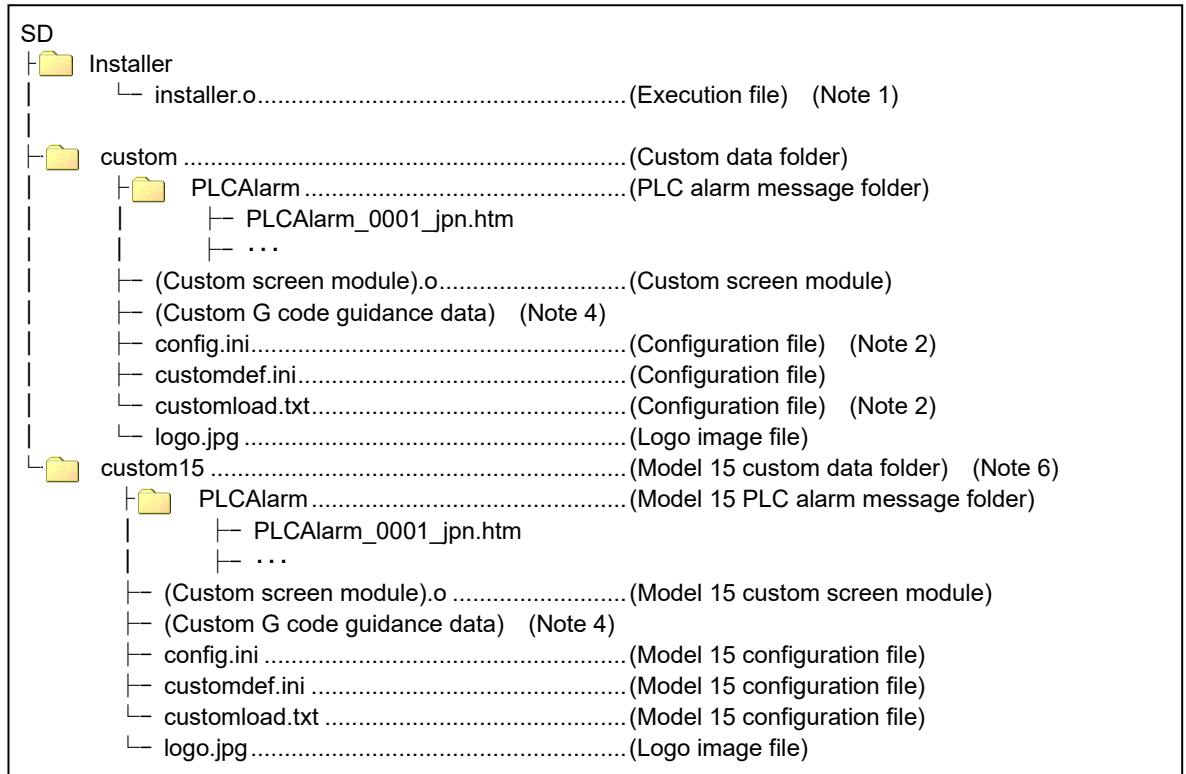 SD
├ Installer
│ └─ installer.o.......................................................(Execution file) (Note 1)
│
├ custom ..................................................................(Custom data folder)
│ ├ PLCAlarm ................................................(PLC alarm message folder)
│ │ ├─ PLCAlarm_0001_jpn.htm
│ │ ├─ ･･･
│ ├─ (Custom screen module).o............................(Custom screen module)
│ ├─ (Custom G code guidance data) (Note 4)
│ ├─ config.ini........................................................(Configuration file) (Note 2)
│ ├─ customdef.ini.................................................(Configuration file)
│ └─ customload.txt...............................................(Configuration file) (Note 2)
│ └─ logo.jpg .........................................................(Logo image file)
└ custom15 ..............................................................(Model 15 custom data folder) (Note 6)
├ PLCAlarm...............................................(Model 15 PLC alarm message folder)
│ ├─ PLCAlarm_0001_jpn.htm
│ ├─ ･･･
├─ (Custom screen module).o ..........................(Model 15 custom screen module)
├─ (Custom G code guidance data) (Note 4)
├─ config.ini ......................................................(Model 15 configuration file)
├─ customdef.ini ...............................................(Model 15 configuration file)
└─ customload.txt ............................................(Model 15 configuration file)
└─ logo.jpg........................................................(Logo image file)